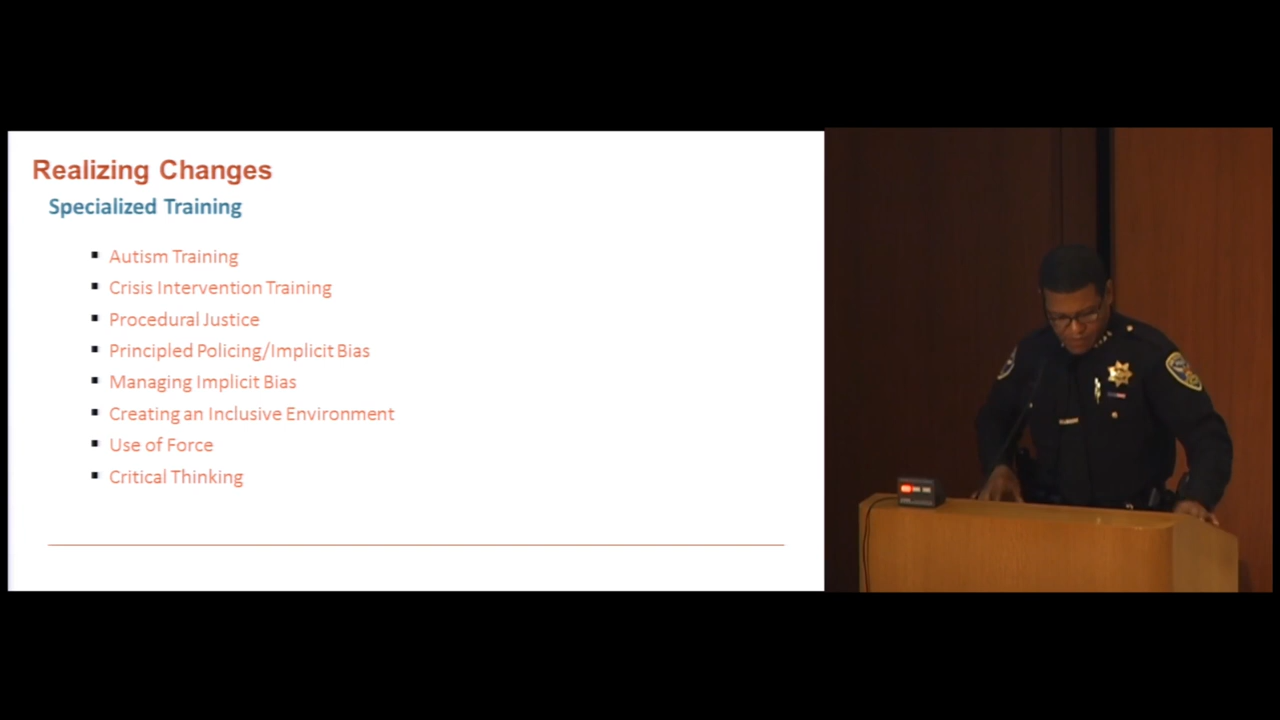 Realizing Changes
Specialized Training
Autism Training
Crisis Intervention Training
Procedural Justice
Principled Policing/Implicit Bias
Managing Implicit Bias
Creating an Inclusive Environment
Use of Force
Critical Thinking